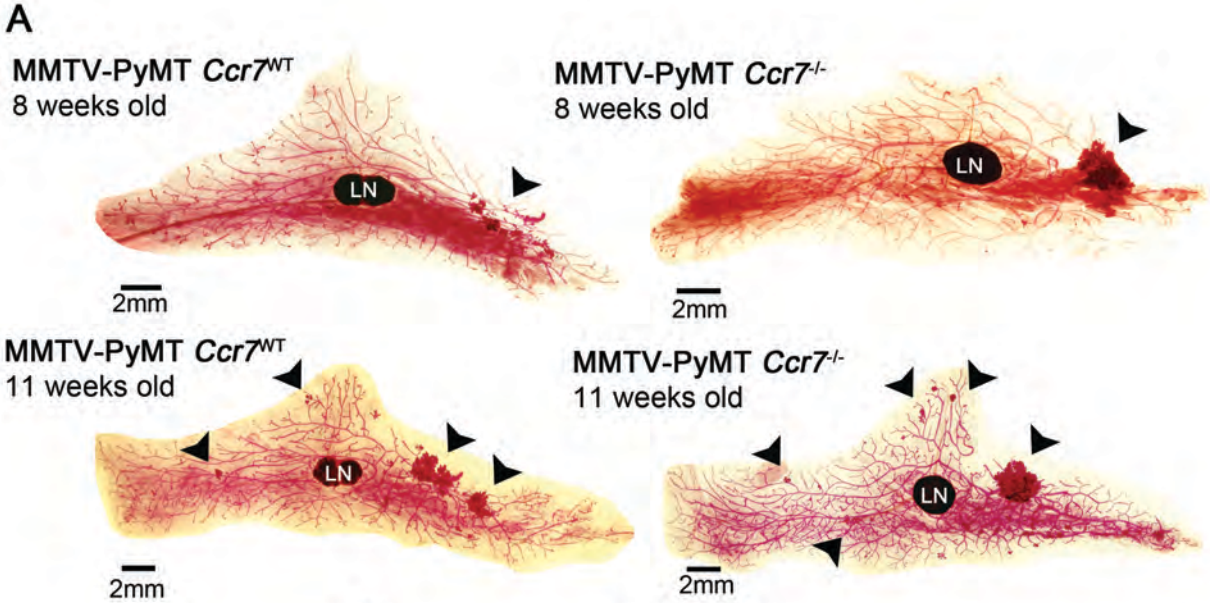 A
MMTV-PyMT Ccr7WT
8 weeks old
LN
2mm
MMTV-PyMT Ccr7-/-
8 weeks old
LN
2mm
MMTV-PyMT Ccr7WT
11 weeks old
LN
2mm
MMTV-PyMT Ccr7-/-
11 weeks old
LN
2mm